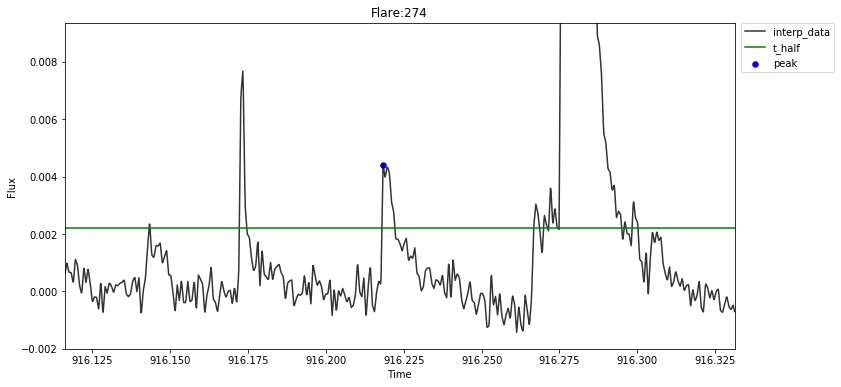 Flare:274
interp_data
t_half
peak
Flux
0.008
0.006
0.004
0.002
0.000
−0.002
916.125 916.150 916.175 916.200 916.225 916.250 916.275 916.300 916.325
Time